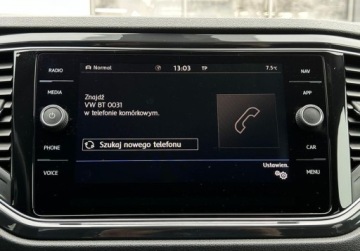 RADIO
MEDIA
PHONE
VOICE
Normal
13:03
TP
7.5°C
Znajdź
VW BT 0031
w telefonie komórkowym.
Szukaj nowego telefonu
Ustawien.
NAV
APP
CAR
MENU